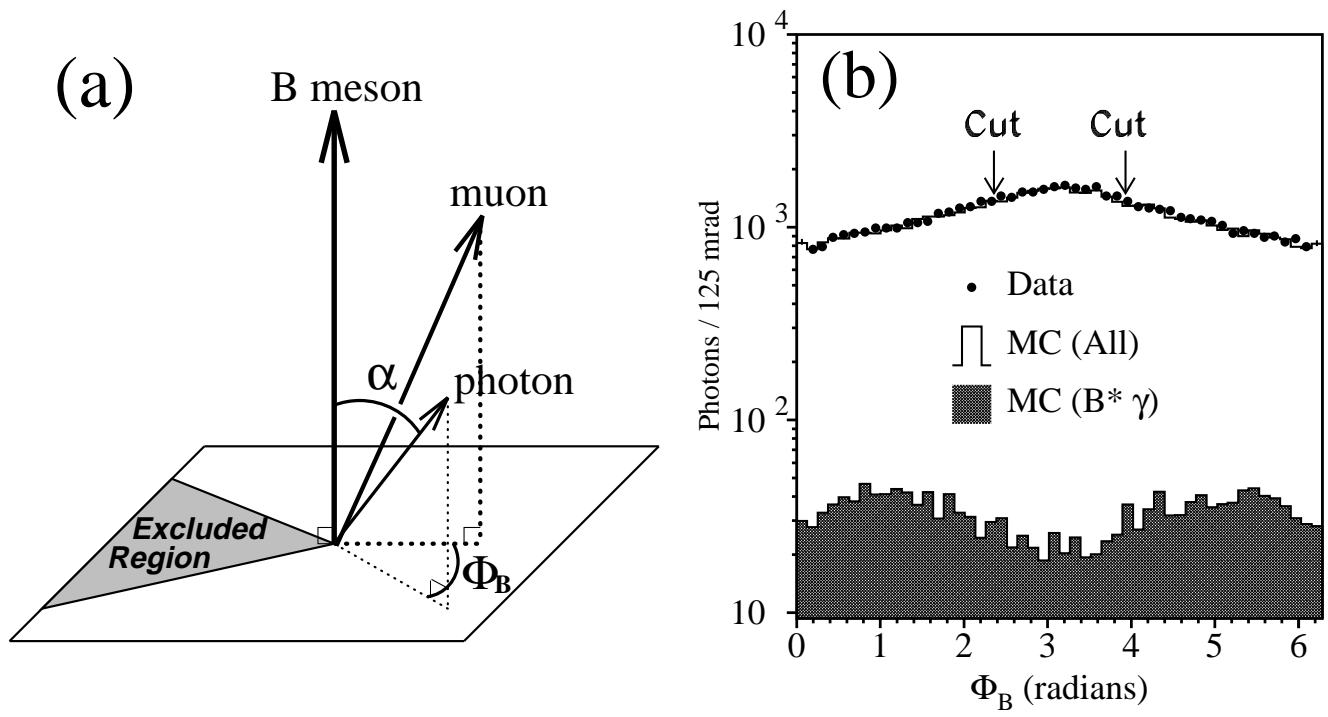 (a)
B meson
muon
α
photon
Excluded
Region
Φ_B
(b)
10^4
10^3
10^2
10
Photons / 125 mrad
Cut
Cut
Data
MC (All)
MC (B* γ)
0 1 2 3 4 5 6
Φ_B (radians)